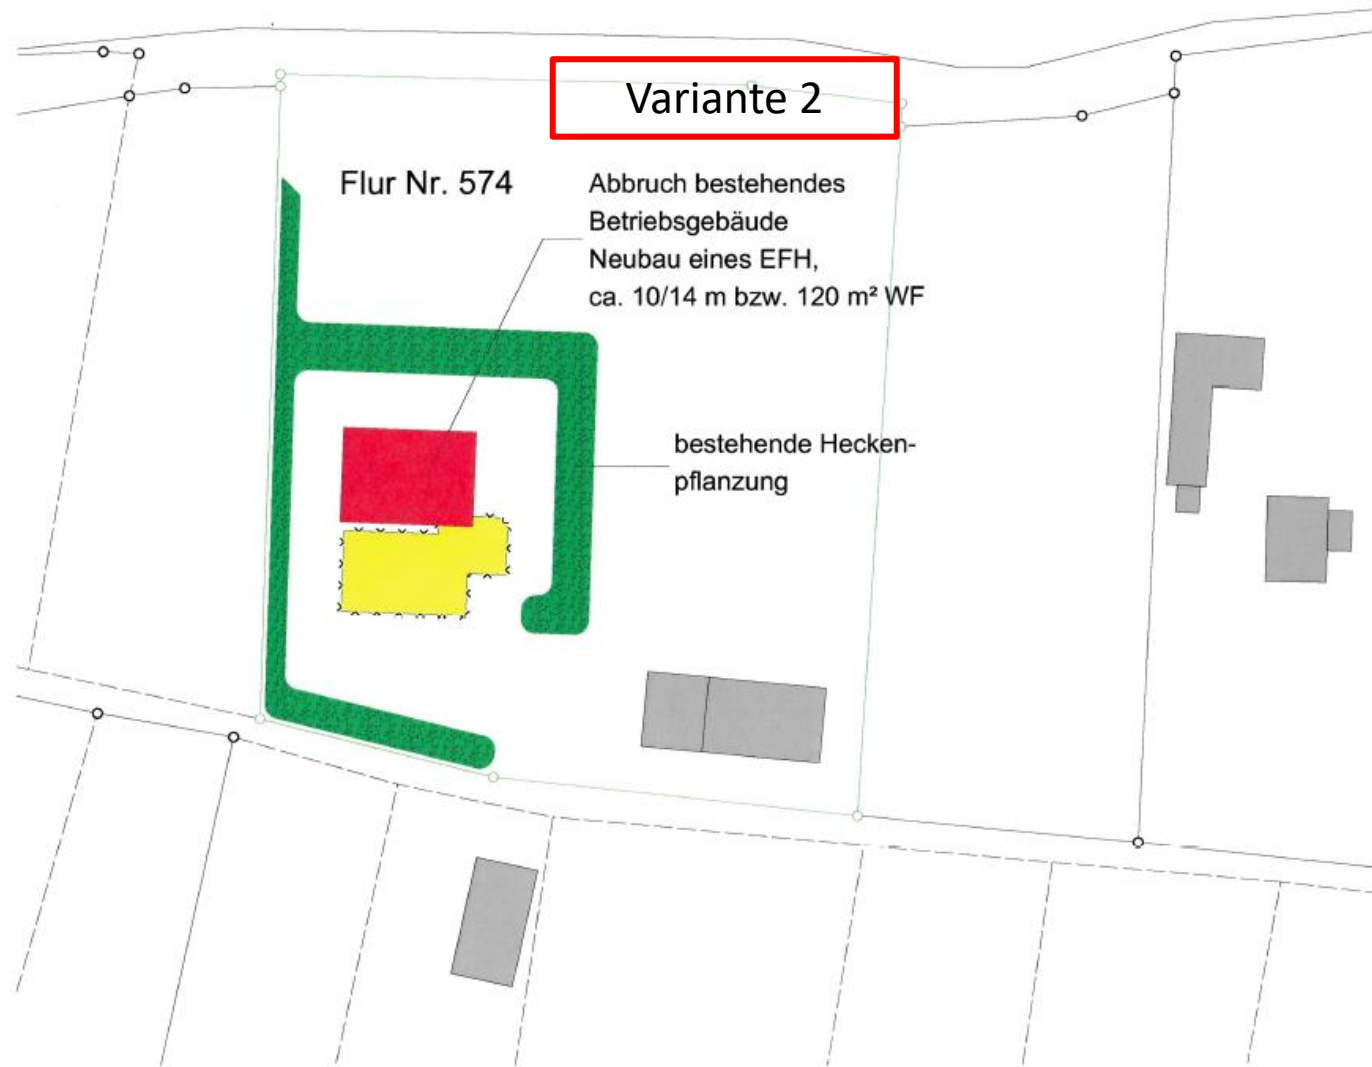 Variante 2
Flur Nr. 574
Abbruch bestehendes
Betriebsgebäude
Neubau eines EFH,
ca. 10/14 m bzw. 120 m² WF
bestehende Hecken-
pflanzung